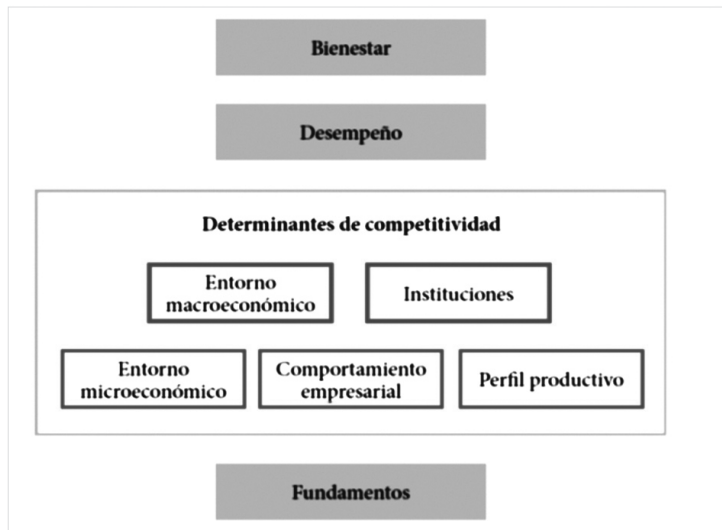 Bienestar
Desempeño
Determinantes de competitividad
Entorno
macroeconómico
Instituciones
Entorno
microeconómico
Comportamiento
empresarial
Perfil productivo
Fundamentos